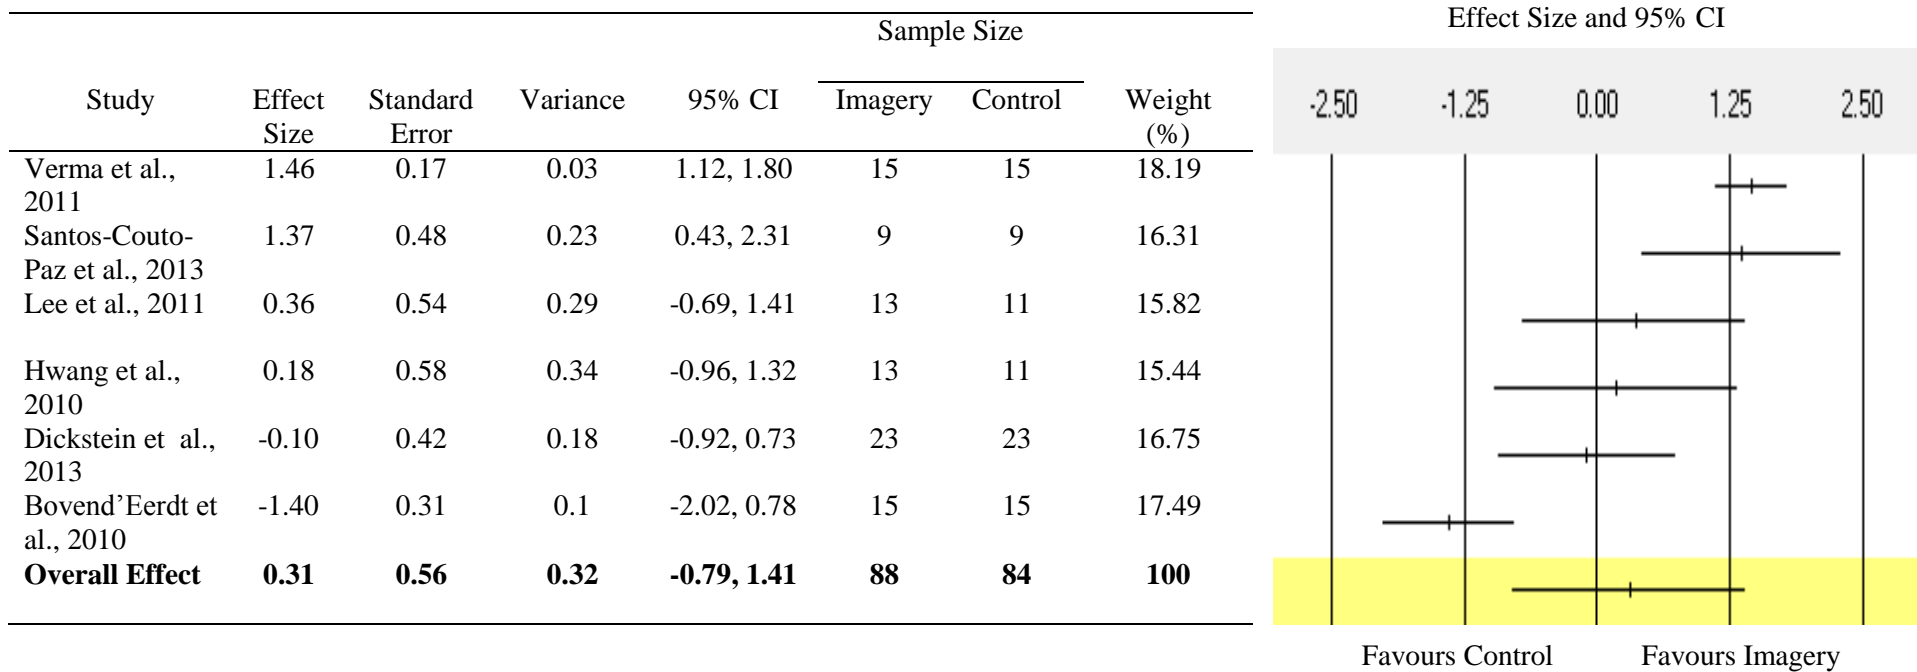 Effect Size and 95% CI
Sample Size
Study Effect Size Standard Error Variance 95% CI Imagery Control Weight (%)
-2.50 -1.25 0.00 1.25 2.50
Verma et al., 1.46 0.17 0.03 1.12, 1.80 15 15 18.19
2011
Santos-Couto- 1.37 0.48 0.23 0.43, 2.31 9 9 16.31
Paz et al., 2013
Lee et al., 2011 0.36 0.54 0.29 -0.69, 1.41 13 11 15.82
Hwang et al., 0.18 0.58 0.34 -0.96, 1.32 13 11 15.44
2010
Dickstein et al., -0.10 0.42 0.18 -0.92, 0.73 23 23 16.75
2013
Bovend’Eerdt et -1.40 0.31 0.1 -2.02, 0.78 15 15 17.49
al., 2010
Overall Effect 0.31 0.56 0.32 -0.79, 1.41 88 84 100
Favours Control Favours Imagery